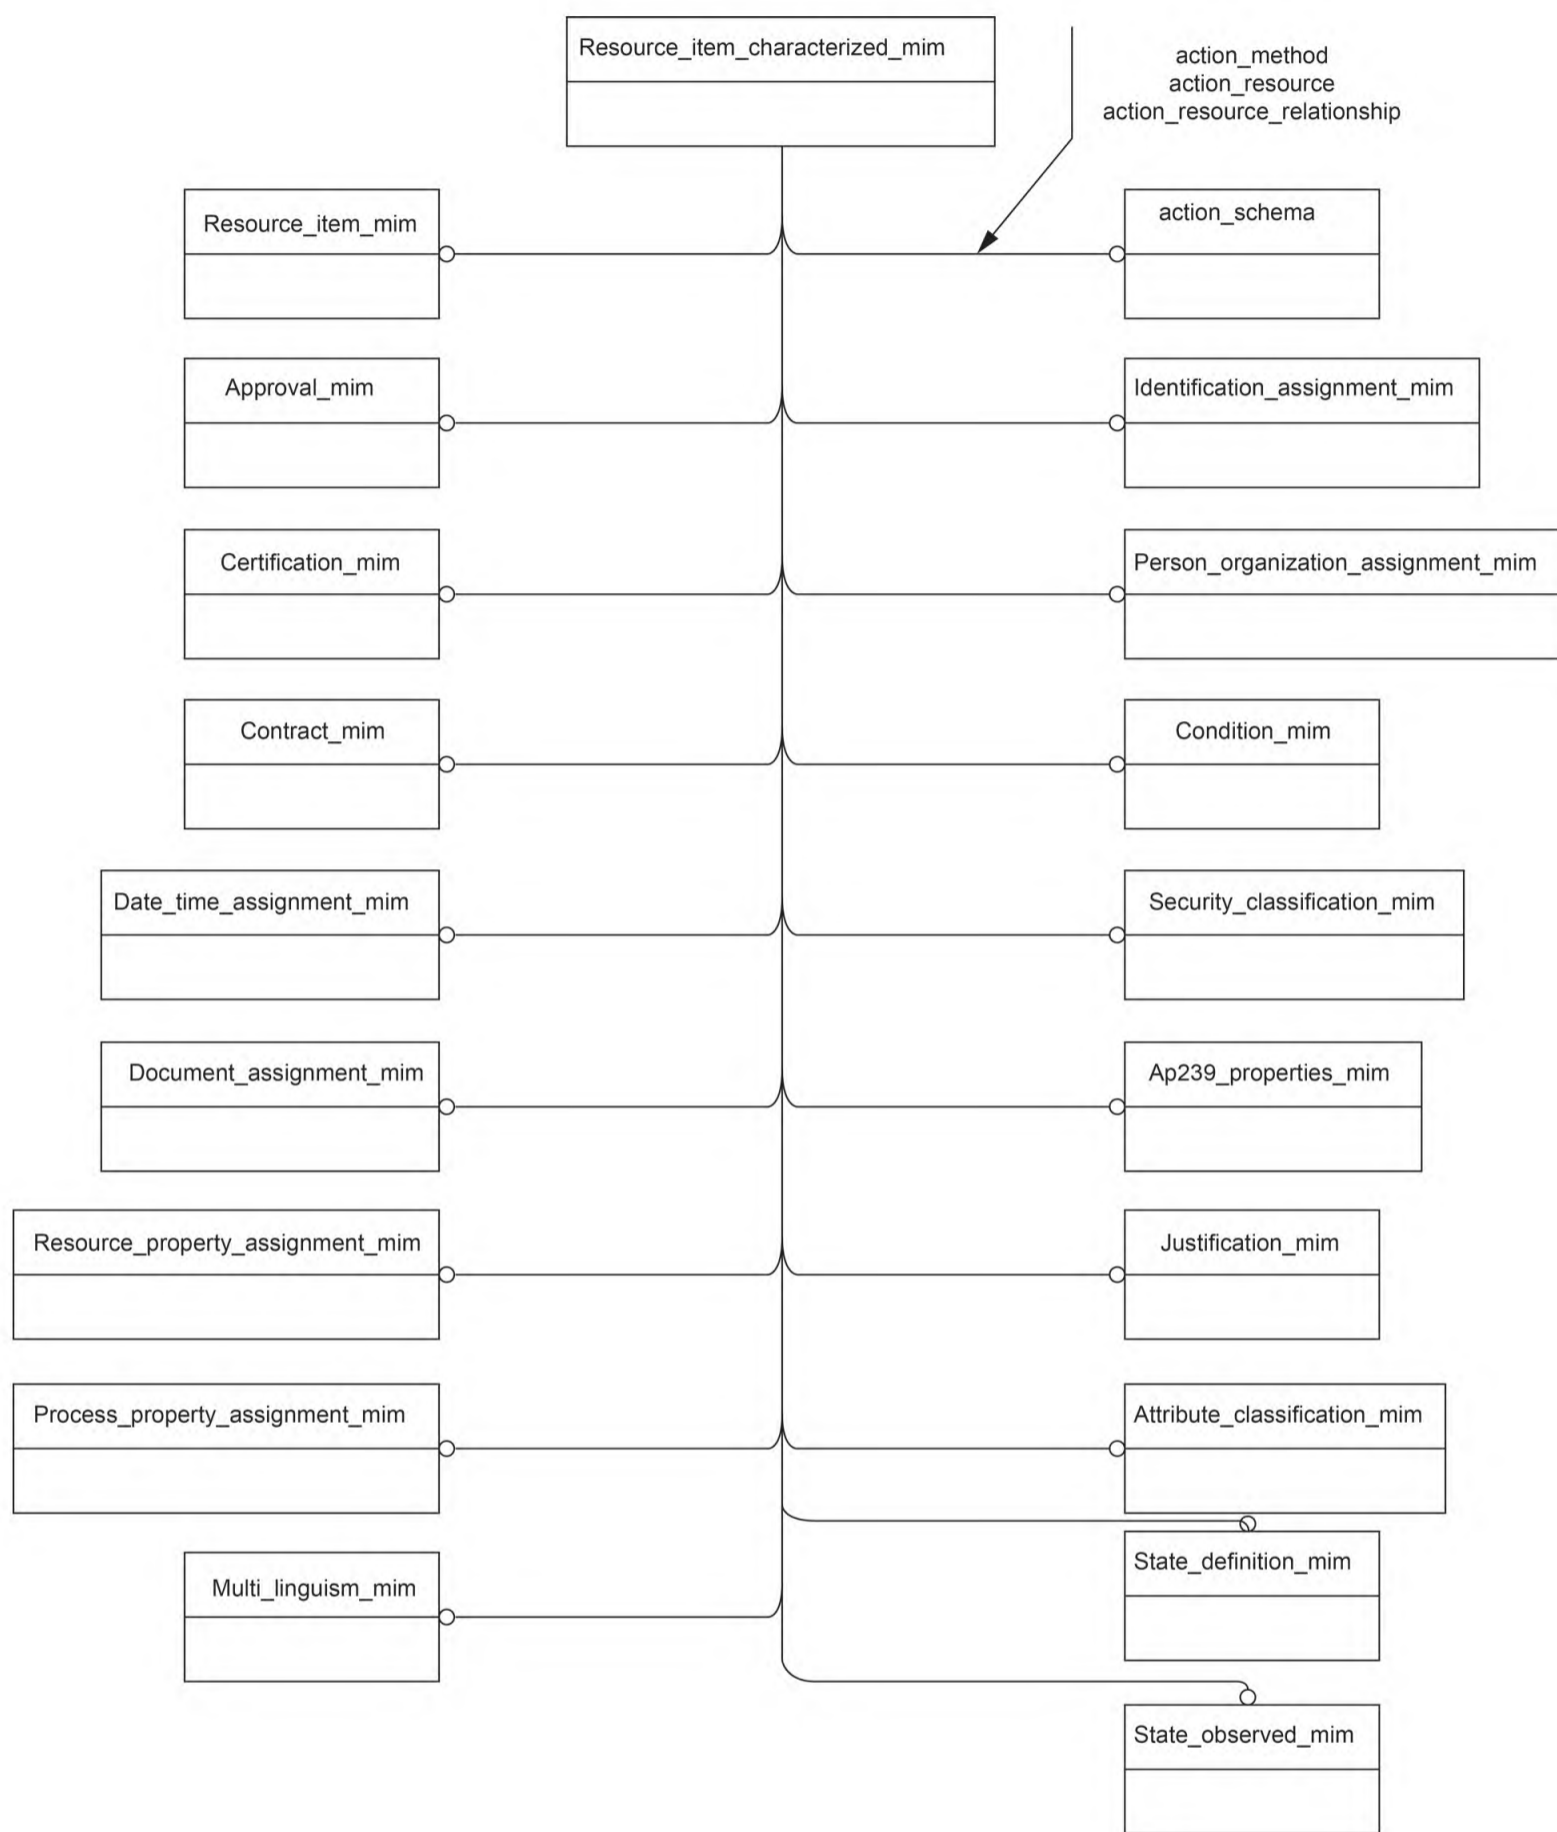 Resource_item_characterized_mim
action_method
action_resource
action_resource_relationship
Resource_item_mim
action_schema
Approval_mim
Identification_assignment_mim
Certification_mim
Person_organization_assignment_mim
Contract_mim
Condition_mim
Date_time_assignment_mim
Security_classification_mim
Document_assignment_mim
Ap239_properties_mim
Resource_property_assignment_mim
Justification_mim
Process_property_assignment_mim
Attribute_classification_mim
Multi_linguism_mim
State_definition_mim
State_observed_mim